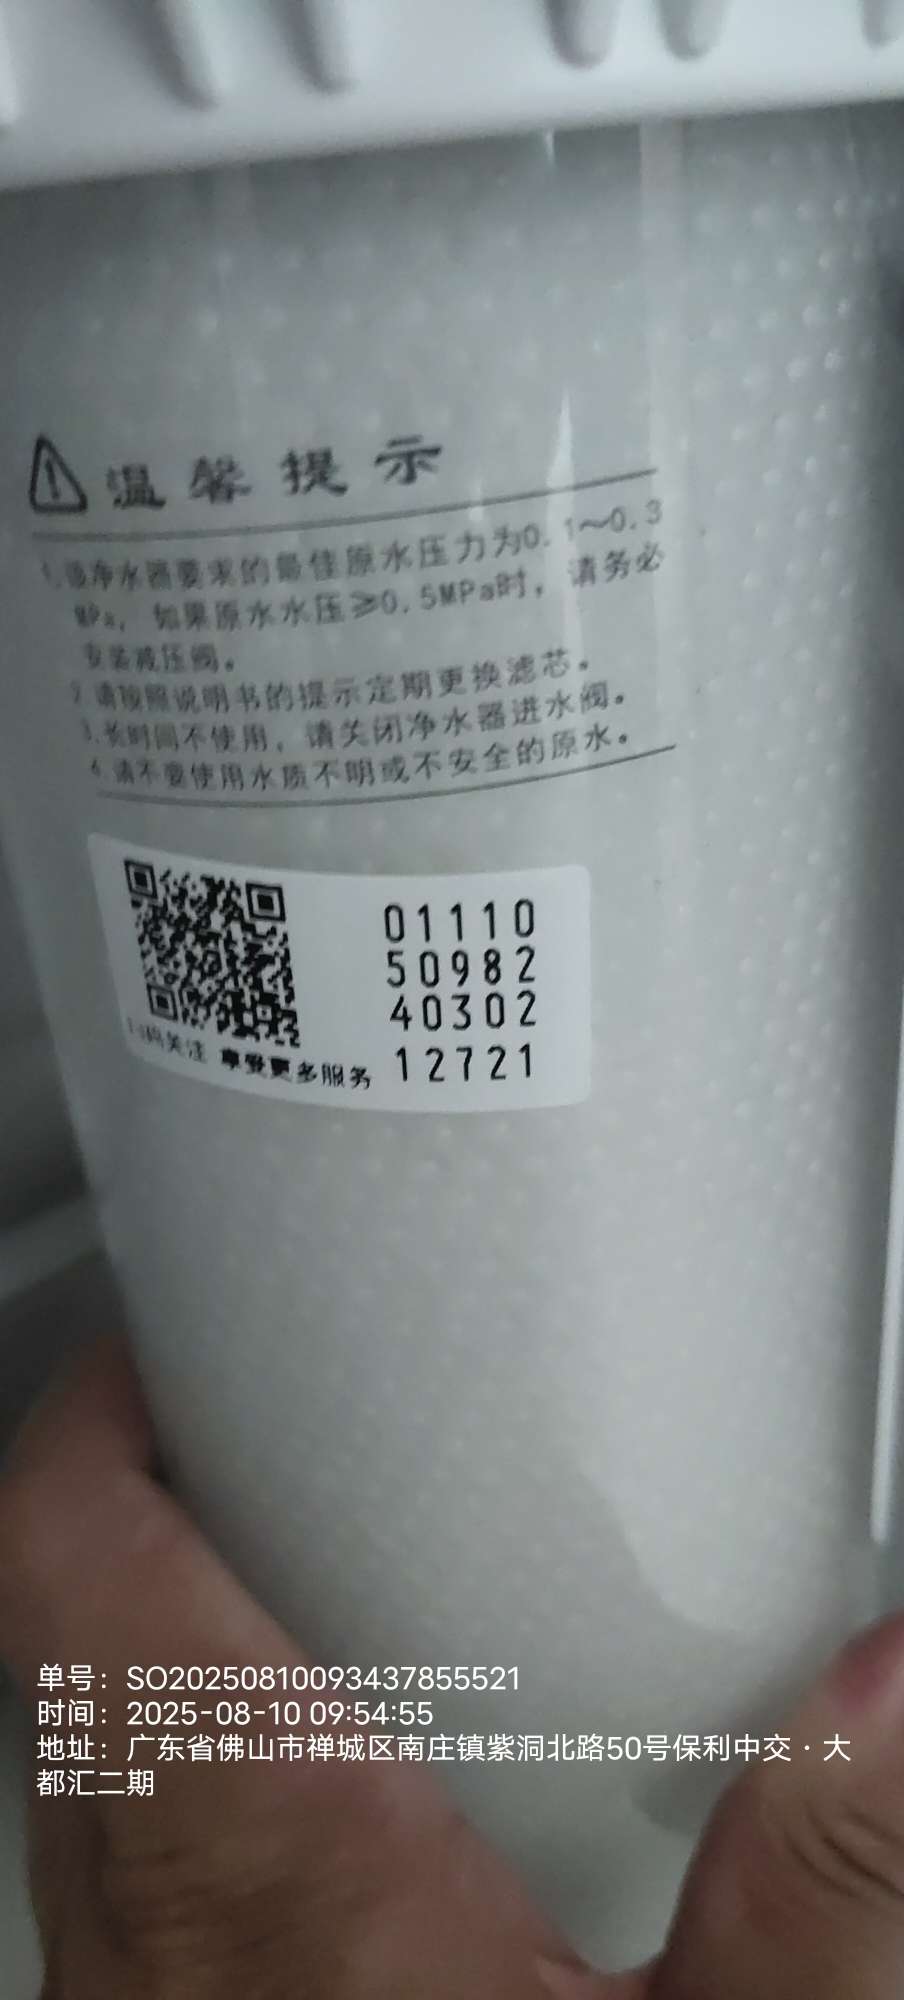 温馨提示
1.该净水器要求的最佳原水压力为0.1～0.3
MPa，如果原水水压≥0.5MPa时，请务必
安装减压阀。
2.请按照说明书的提示定期更换滤芯。
3.长时间不使用，请关闭净水器进水阀。
4.请不要使用水质不明或不安全的原水。
01110
50982
40302
12721
扫码关注 享受更多服务
单号：SO20250810093437855521
时间：2025-08-10 09:54:55
地址：广东省佛山市禅城区南庄镇紫洞北路50号保利中交·大
都汇二期